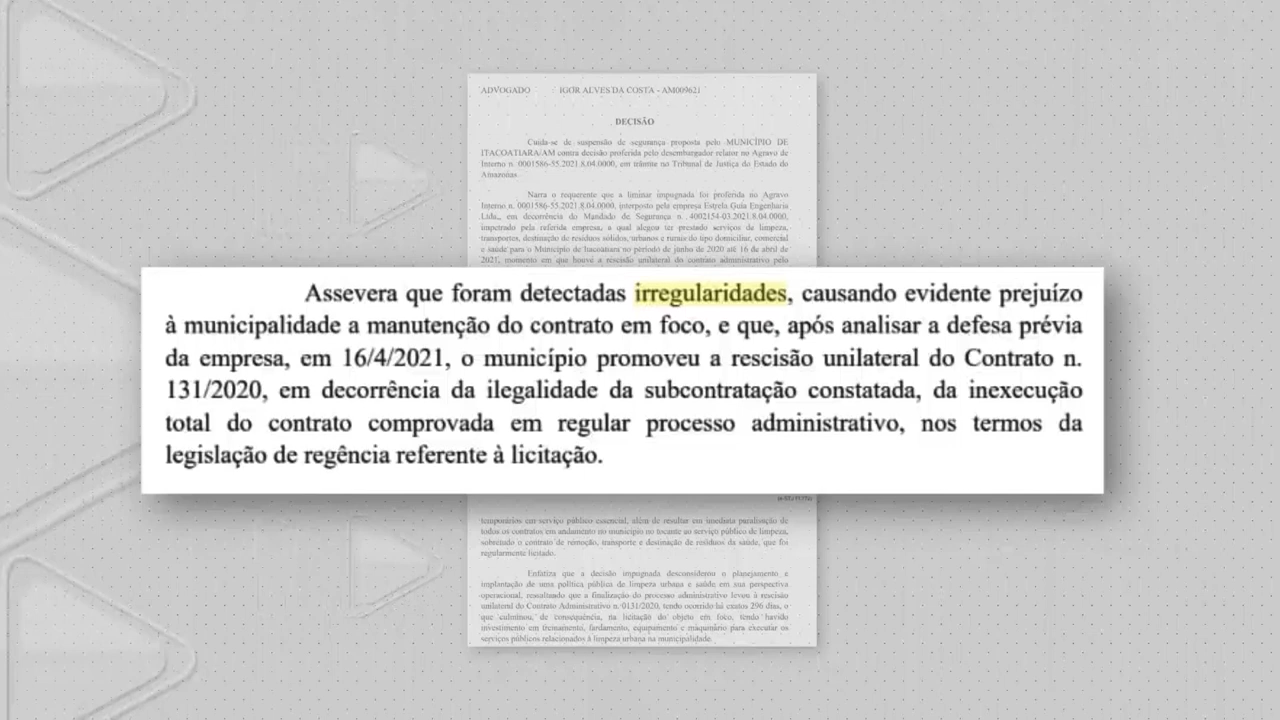 ADVOGADO : IGOR ALVES DA COSTA - AM009621
DECISÃO
Cuida-se de suspensão de segurança proposta pelo MUNICÍPIO DE
ITACOATIARA/AM contra decisão proferida pelo desembargador relator no Agravo de
Interno n. 0001586-55.2021.8.04.0000, em trâmite no Tribunal de Justiça do Estado do
Amazonas.
Narra o requerente que a liminar impugnada foi proferida no Agravo
Interno n. 0001586-55.2021.8.04.0000, interposto pela empresa Estrela Guia Engenharia
Ltda., em decorrência do Mandado de Segurança n. 4002154-03.2021.8.04.0000,
impetrado pela referida empresa, a qual alegou ter prestado serviços de limpeza,
transportes, destinação de resíduos sólidos, urbanos e rurais do tipo domiciliar, comercial
e saúde para o Município de Itacoatiara no período de junho de 2020 até 16 de abril de
2021, momento em que houve a rescisão unilateral do contrato administrativo pelo
Assevera que foram detectadas irregularidades, causando evidente prejuízo
à municipalidade a manutenção do contrato em foco, e que, após analisar a defesa prévia
da empresa, em 16/4/2021, o município promoveu a rescisão unilateral do Contrato n.
131/2020, em decorrência da ilegalidade da subcontratação constatada, da inexecução
total do contrato comprovada em regular processo administrativo, nos termos da
legislação de regência referente à licitação.
temporários em serviço público essencial, além de resultar em imediata paralisação de
todos os contratos em andamento no município no tocante ao serviço público de limpeza,
sobretudo o contrato de remoção, transporte e destinação de resíduos da saúde, que foi
regularmente licitado.
Enfatiza que a decisão impugnada desconsiderou o planejamento e
implantação de uma política pública de limpeza urbana e saúde em sua perspectiva
operacional, ressaltando que a finalização do processo administrativo levou à rescisão
unilateral do Contrato Administrativo n. 0131/2020, tendo ocorrido há exatos 296 dias, o
que culminou, de consequência, na licitação do objeto em foco, tendo havido
investimento em treinamento, fardamento, equipamento e maquinário para executar os
serviços públicos relacionados à limpeza urbana na municipalidade.